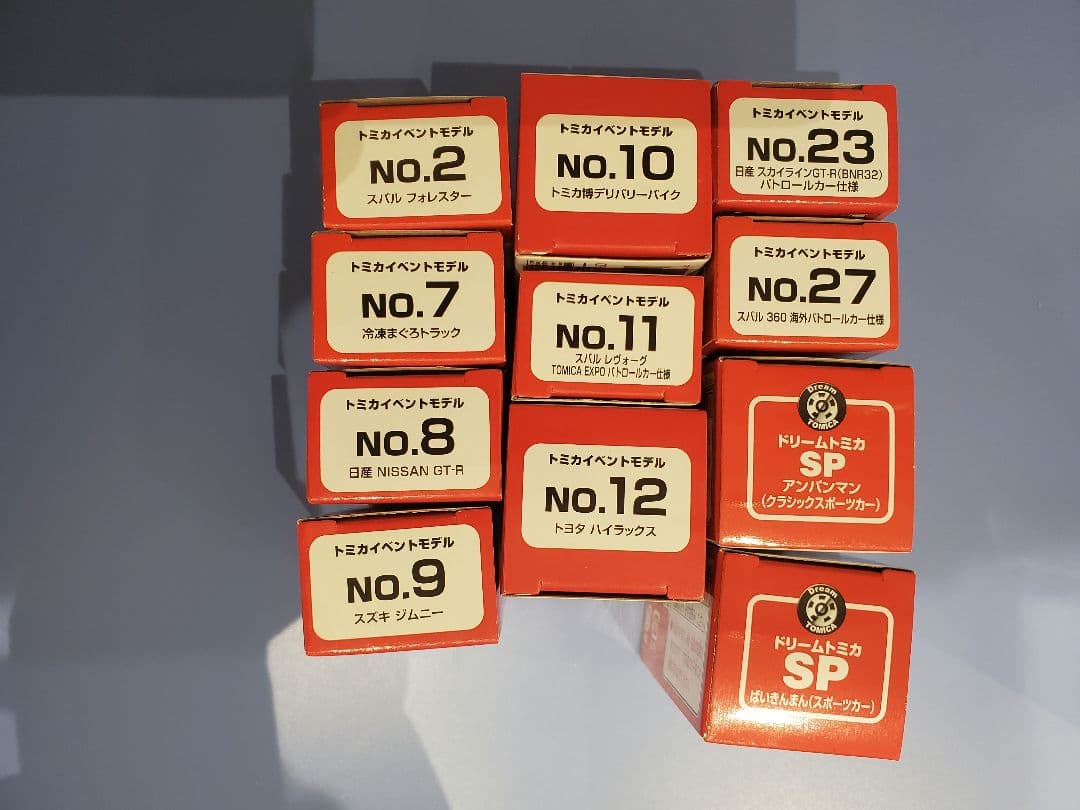 トミカイベントモデル
NO.2
スバル フォレスター
トミカイベントモデル
NO.7
冷凍まぐろトラック
トミカイベントモデル
NO.8
日産 NISSAN GT-R
トミカイベントモデル
NO.9
スズキ ジムニー
トミカイベントモデル
NO.10
トミカ博デリバリーバイク
トミカイベントモデル
NO.11
スバル レヴォーグ
TOMICA EXPO パトロールカー仕様
トミカイベントモデル
NO.12
トヨタ ハイラックス
トミカイベントモデル
NO.23
日産 スカイラインGT-R(BNR32)
パトロールカー仕様
トミカイベントモデル
NO.27
スバル 360 海外パトロールカー仕様
Dream
TOMICA
ドリームトミカ
SP
アンパンマン
(クラシックスポーツカー)
Dream
TOMICA
ドリームトミカ
SP
ばいきんまん(スポーツカー)